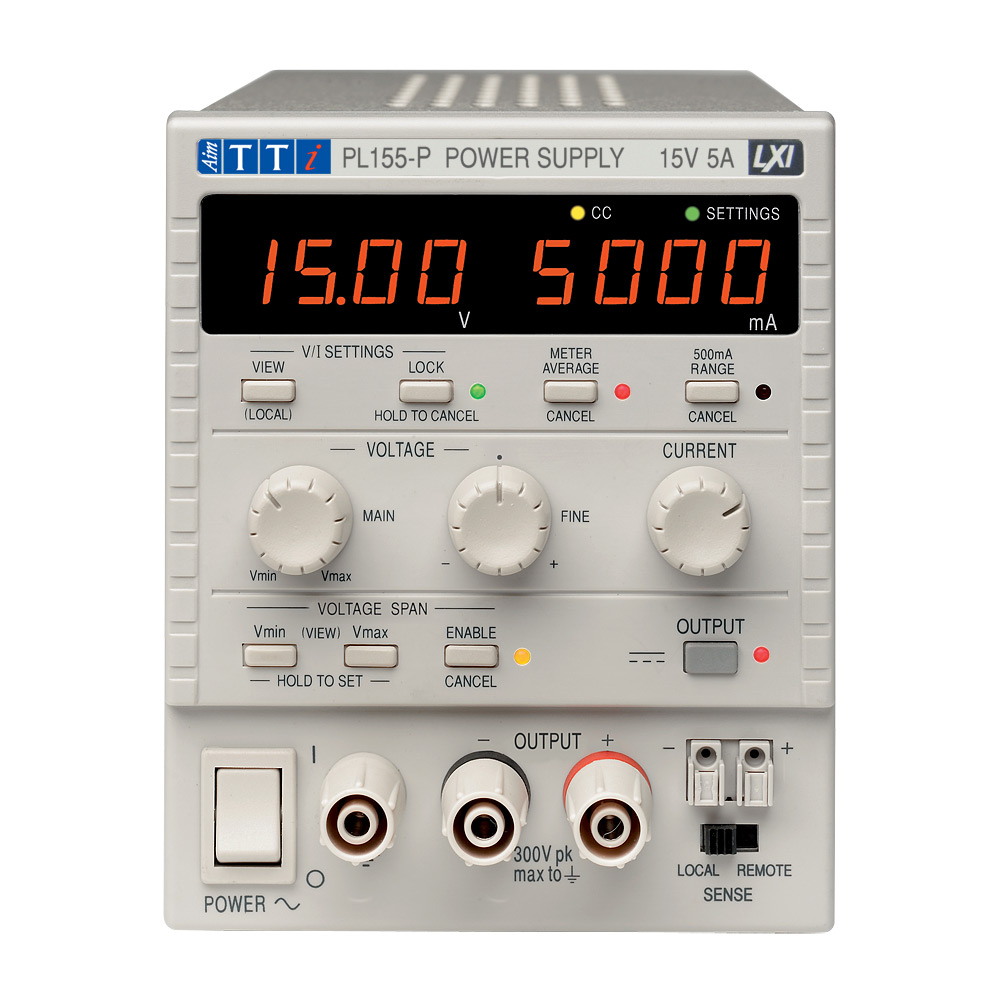 Aim TTi PL155-P POWER SUPPLY 15V 5A LXI
CC SETTINGS
15.00 V 5000 mA
V/I SETTINGS
VIEW LOCK METER AVERAGE 500mA RANGE
(LOCAL) HOLD TO CANCEL CANCEL CANCEL
VOLTAGE CURRENT
MAIN FINE
Vmin Vmax - +
VOLTAGE SPAN
Vmin (VIEW) Vmax ENABLE OUTPUT
HOLD TO SET CANCEL
I - OUTPUT + - +
300V pk
max to
LOCAL REMOTE
SENSE
O
POWER